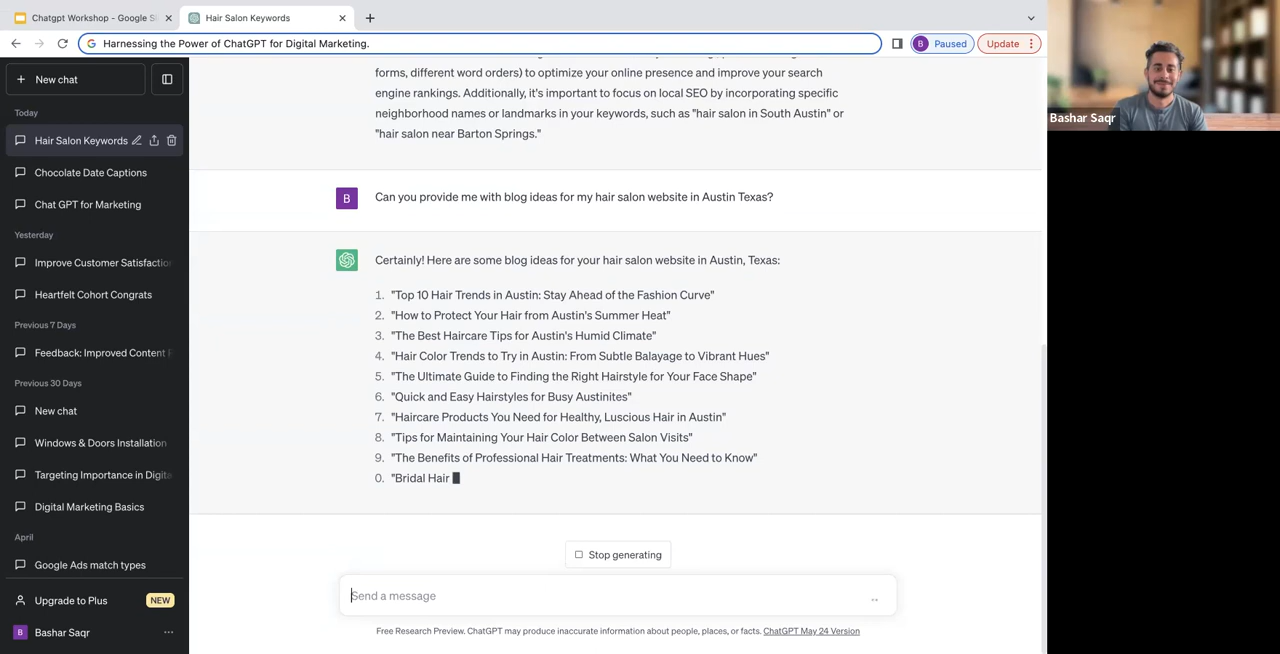 Chatgpt Workshop - Google Sl
Hair Salon Keywords
Harnessing the Power of ChatGPT for Digital Marketing.
B Paused
Update
New chat
Today
Hair Salon Keywords
Chocolate Date Captions
Chat GPT for Marketing
Yesterday
Improve Customer Satisfactio
Heartfelt Cohort Congrats
Previous 7 Days
Feedback: Improved Content
Previous 30 Days
New chat
Windows & Doors Installation
Targeting Importance in Digita
Digital Marketing Basics
April
Google Ads match types
Upgrade to Plus NEW
B Bashar Saqr
forms, different word orders) to optimize your online presence and improve your search
engine rankings. Additionally, it's important to focus on local SEO by incorporating specific
neighborhood names or landmarks in your keywords, such as "hair salon in South Austin" or
"hair salon near Barton Springs."
B Can you provide me with blog ideas for my hair salon website in Austin Texas?
Certainly! Here are some blog ideas for your hair salon website in Austin, Texas:
1. "Top 10 Hair Trends in Austin: Stay Ahead of the Fashion Curve"
2. "How to Protect Your Hair from Austin's Summer Heat"
3. "The Best Haircare Tips for Austin's Humid Climate"
4. "Hair Color Trends to Try in Austin: From Subtle Balayage to Vibrant Hues"
5. "The Ultimate Guide to Finding the Right Hairstyle for Your Face Shape"
6. "Quick and Easy Hairstyles for Busy Austinites"
7. "Haircare Products You Need for Healthy, Luscious Hair in Austin"
8. "Tips for Maintaining Your Hair Color Between Salon Visits"
9. "The Benefits of Professional Hair Treatments: What You Need to Know"
0. "Bridal Hair
Stop generating
Send a message
Free Research Preview. ChatGPT may produce inaccurate information about people, places, or facts. ChatGPT May 24 Version
Bashar Saqr